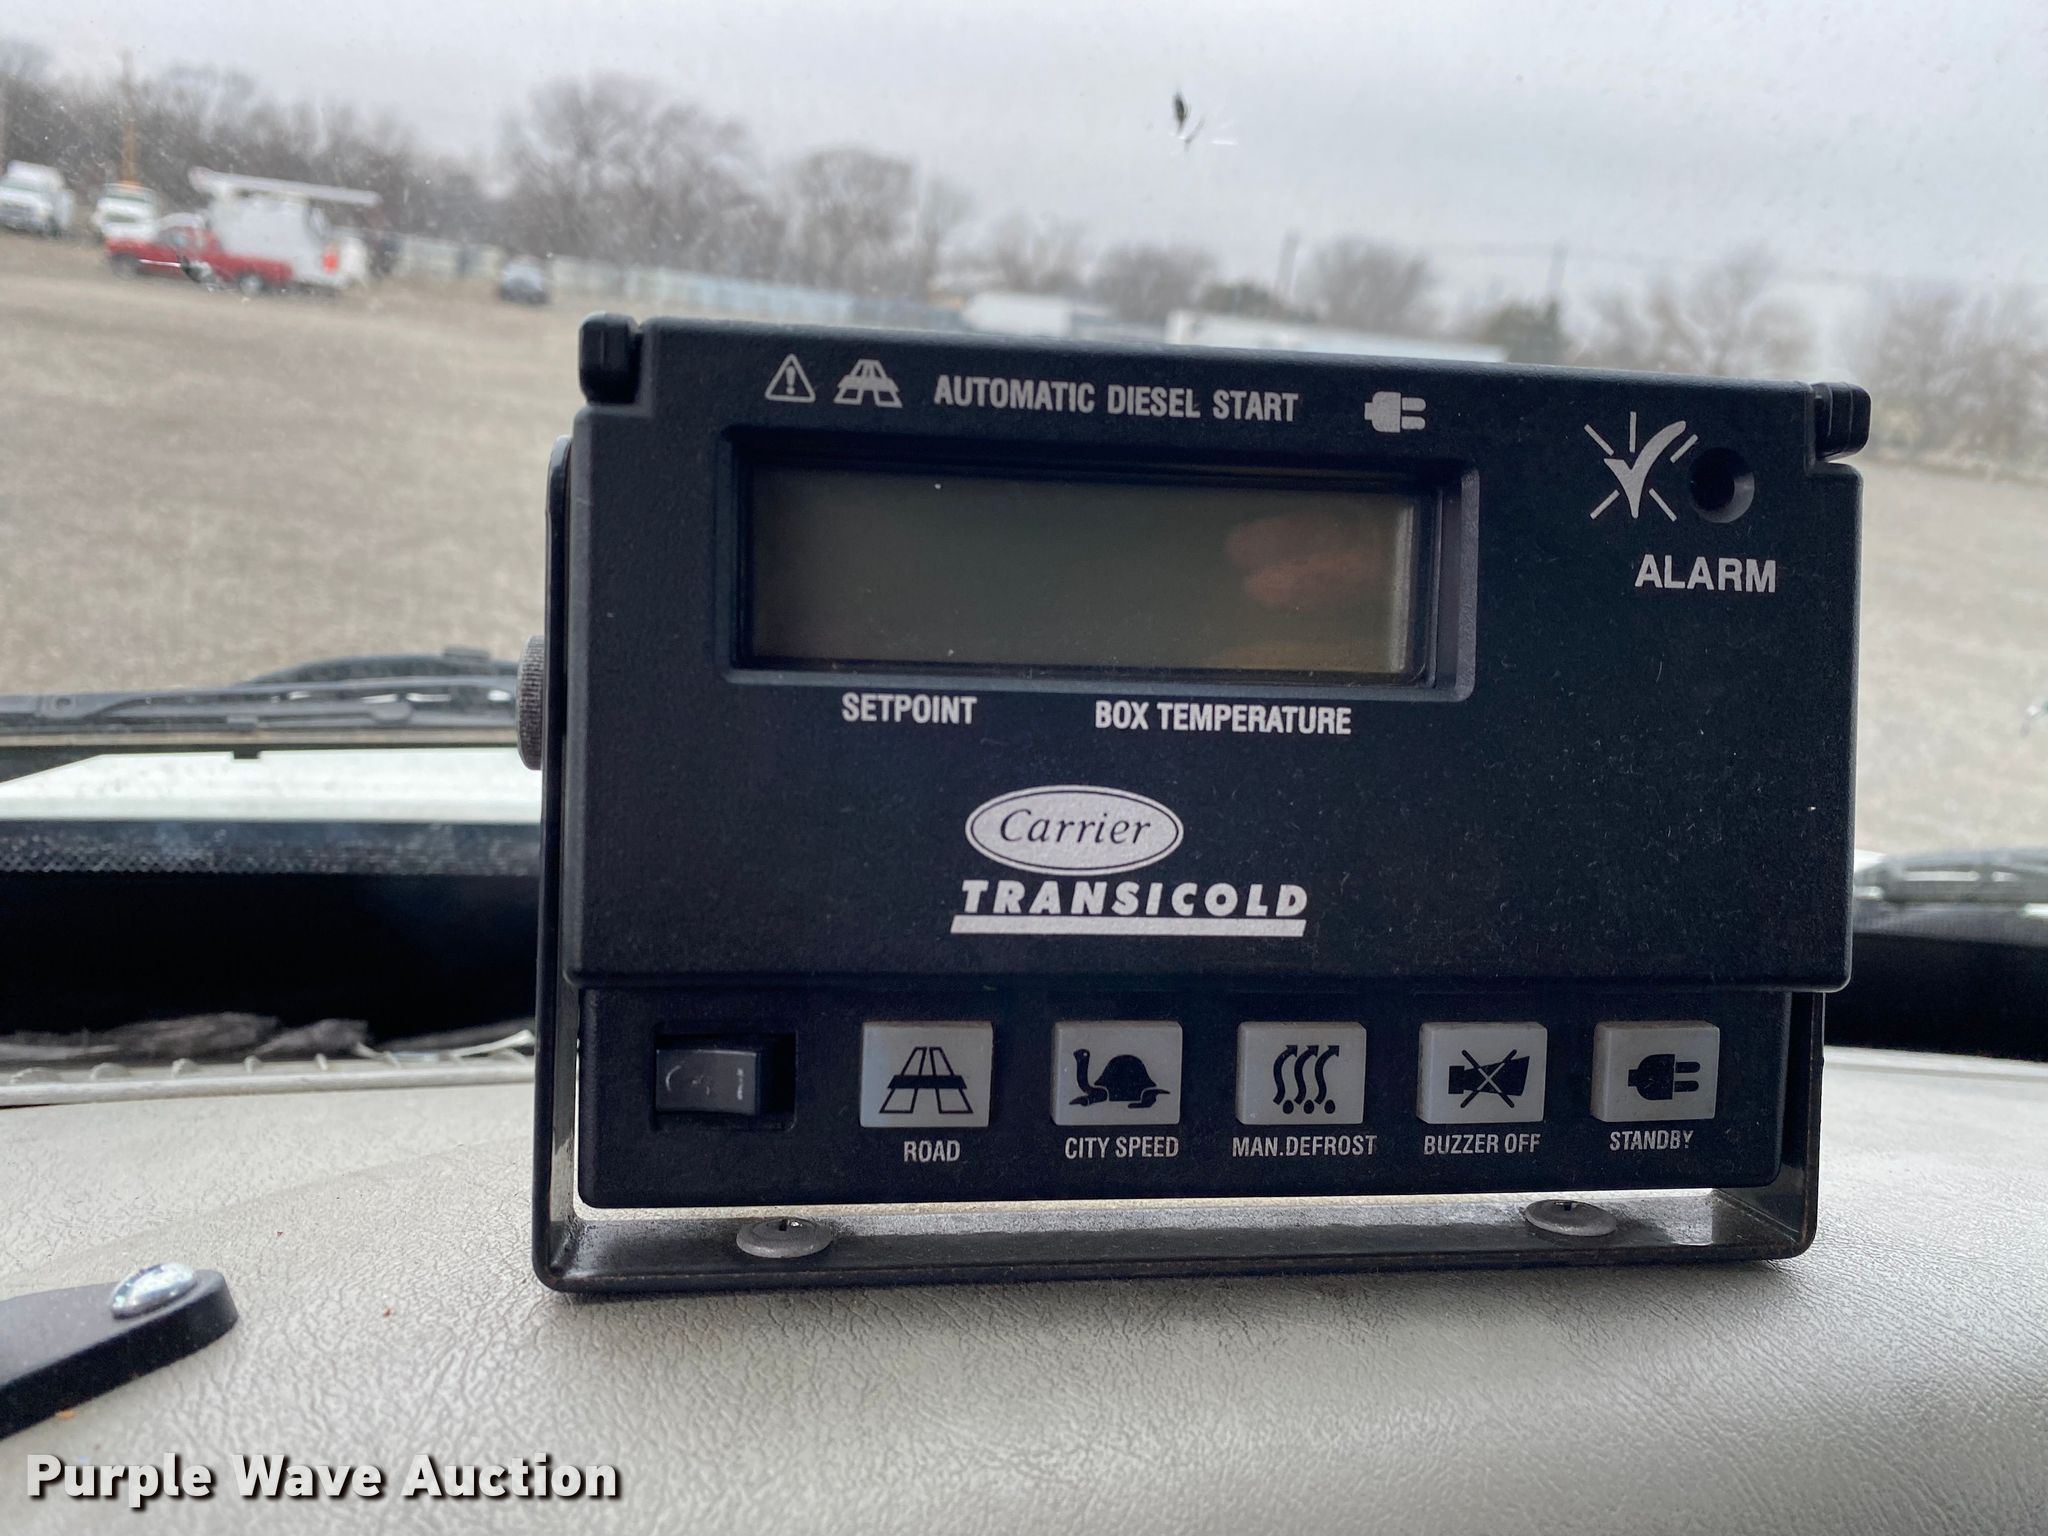 AUTOMATIC DIESEL START
ALARM
SETPOINT
BOX TEMPERATURE
Carrier
TRANSICOLD
ROAD
CITY SPEED
MAN.DEFROST
BUZZER OFF
STANDBY
Purple Wave Auction